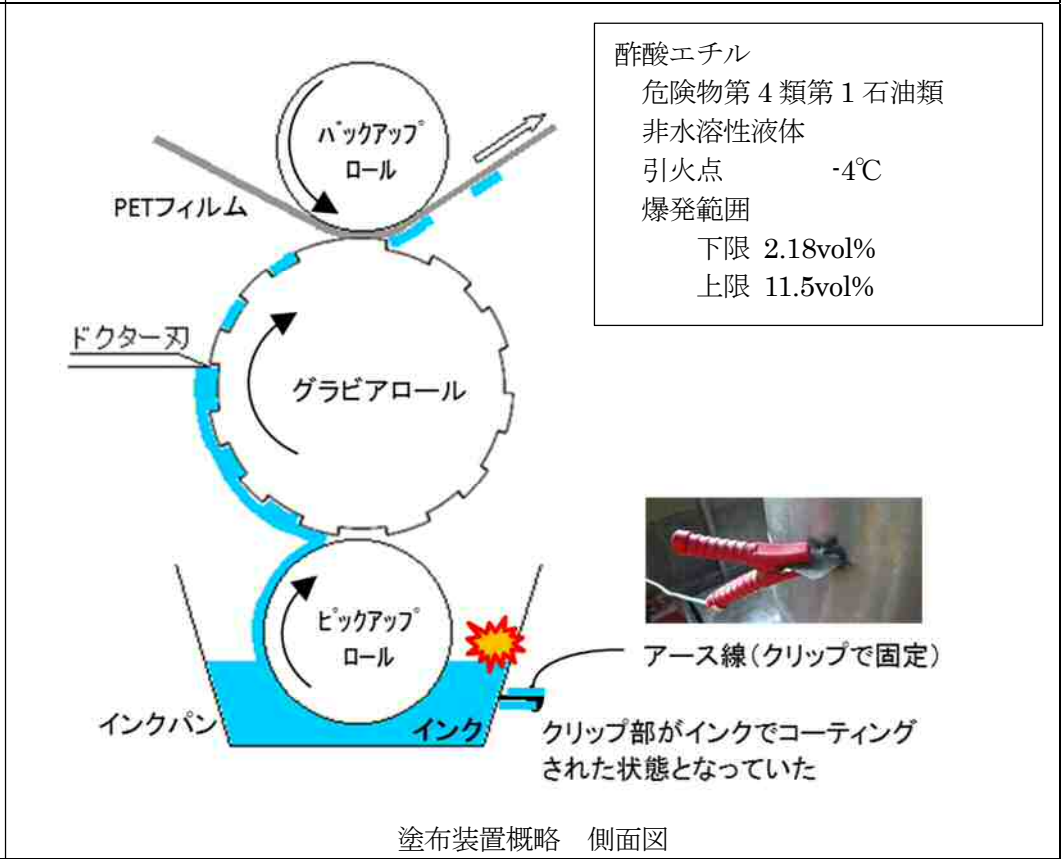 酢酸エチル
危険物第4類第1石油類
非水溶性液体
引火点 -4℃
爆発範囲
下限 2.18vol%
上限 11.5vol%
バックアップ
ロール
PETフィルム
ドクター刃
グラビアロール
ピックアップ
ロール
アース線(クリップで固定)
インクパン
インク
クリップ部がインクでコーティング
された状態となっていた
塗布装置概略 側面図